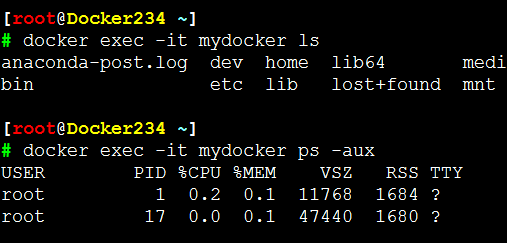 [root@Docker234 ~]
# docker exec -it mydocker ls
anaconda-post.log  dev  home  lib64       medi
bin                etc  lib   lost+found  mnt
[root@Docker234 ~]
# docker exec -it mydocker ps -aux
USER        PID %CPU %MEM    VSZ   RSS TTY
root          1  0.2  0.1  11768  1684 ?
root         17  0.0  0.1  47440  1680 ?